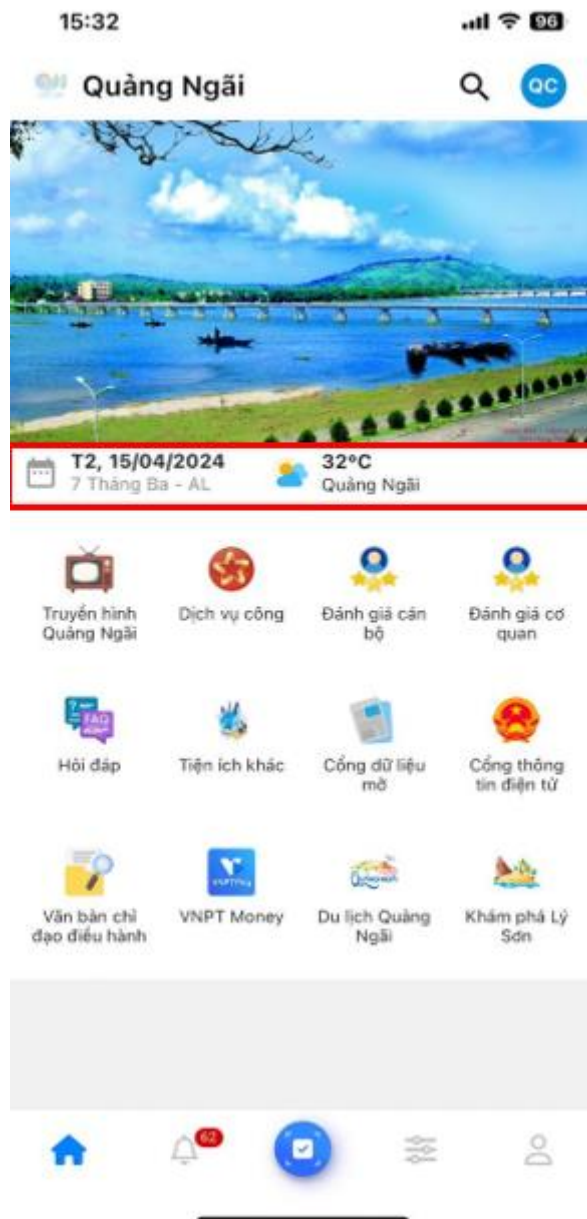 15:32
96
Quảng Ngãi
QC
T2, 15/04/2024
7 Tháng Ba - AL
32°C
Quảng Ngãi
Truyền hình
Quảng Ngãi
Dịch vụ công
Đánh giá cán
bộ
Đánh giá cơ
quan
FAQ
Hỏi đáp
Tiện ích khác
Cổng dữ liệu
mở
Cổng thông
tin điện tử
Văn bản chỉ
đạo điều hành
VNPT Money
Du lịch Quảng
Ngãi
Khám phá Lý
Sơn
62